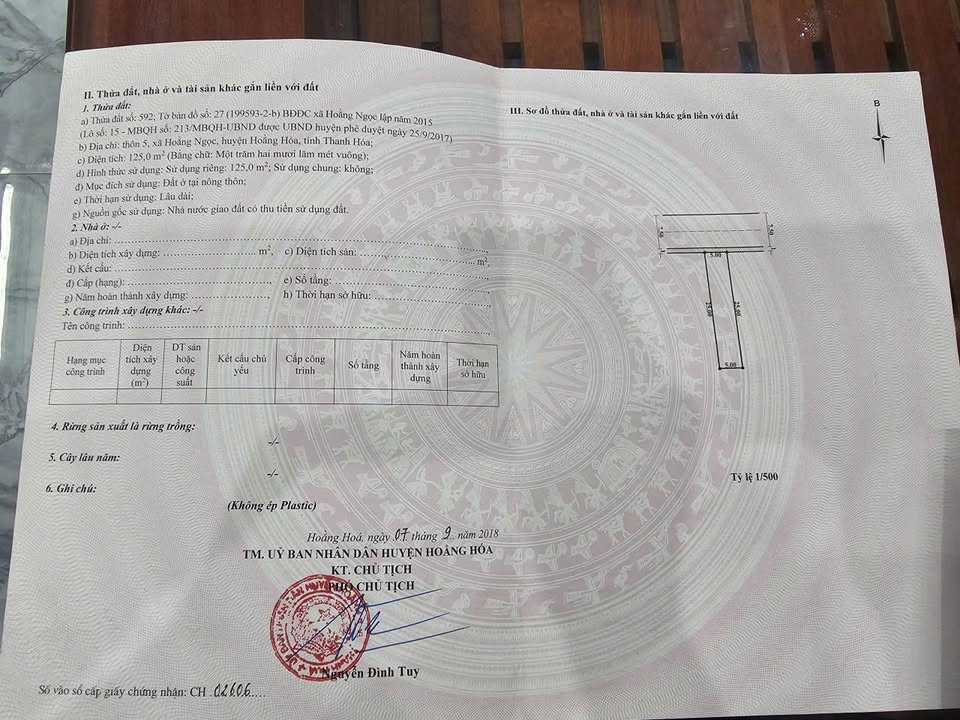 II. Thửa đất, nhà ở và tài sản khác gắn liền với đất
1. Thửa đất:
a) Thửa đất số: 592; Tờ bản đồ số: 27 (199593-2-b) BĐĐC xã Hoằng Ngọc lập năm 2015
(Lô số: 15 - MBQH số: 213/MBQH-UBND được UBND huyện phê duyệt ngày 25/9/2017)
b) Địa chỉ: thôn 5, xã Hoằng Ngọc, huyện Hoằng Hóa, tỉnh Thanh Hóa;
c) Diện tích: 125,0 m² (Bằng chữ: Một trăm hai mươi lăm mét vuông);
d) Hình thức sử dụng: Sử dụng riêng: 125,0 m²; Sử dụng chung: không;
đ) Mục đích sử dụng: Đất ở tại nông thôn;
e) Thời hạn sử dụng: Lâu dài;
g) Nguồn gốc sử dụng: Nhà nước giao đất có thu tiền sử dụng đất.
2. Nhà ở: -/-
a) Địa chỉ:
b) Diện tích xây dựng: m², c) Diện tích sàn: m²,
d) Kết cấu:
đ) Cấp (hạng): , e) Số tầng:
g) Năm hoàn thành xây dựng: , h) Thời hạn sở hữu:
3. Công trình xây dựng khác: -/-
Tên công trình:
Hạng mục công trình
Diện tích xây dựng (m²)
DT sàn hoặc công suất
Kết cấu chủ yếu
Cấp công trình
Số tầng
Năm hoàn thành xây dựng
Thời hạn sở hữu
4. Rừng sản xuất là rừng trồng:
-/-
5. Cây lâu năm:
-/-
6. Ghi chú:
(Không ép Plastic)
Hoằng Hoá, ngày 07 tháng 9 năm 2018
TM. UỶ BAN NHÂN DÂN HUYỆN HOẰNG HÓA
KT. CHỦ TỊCH
PHÓ CHỦ TỊCH
Nguyễn Đình Tuy
Số vào sổ cấp giấy chứng nhận: CH 02606
III. Sơ đồ thửa đất, nhà ở và tài sản khác gắn liền với đất
B
5.00
25.00
25.00
5.00
Tỷ lệ 1/500